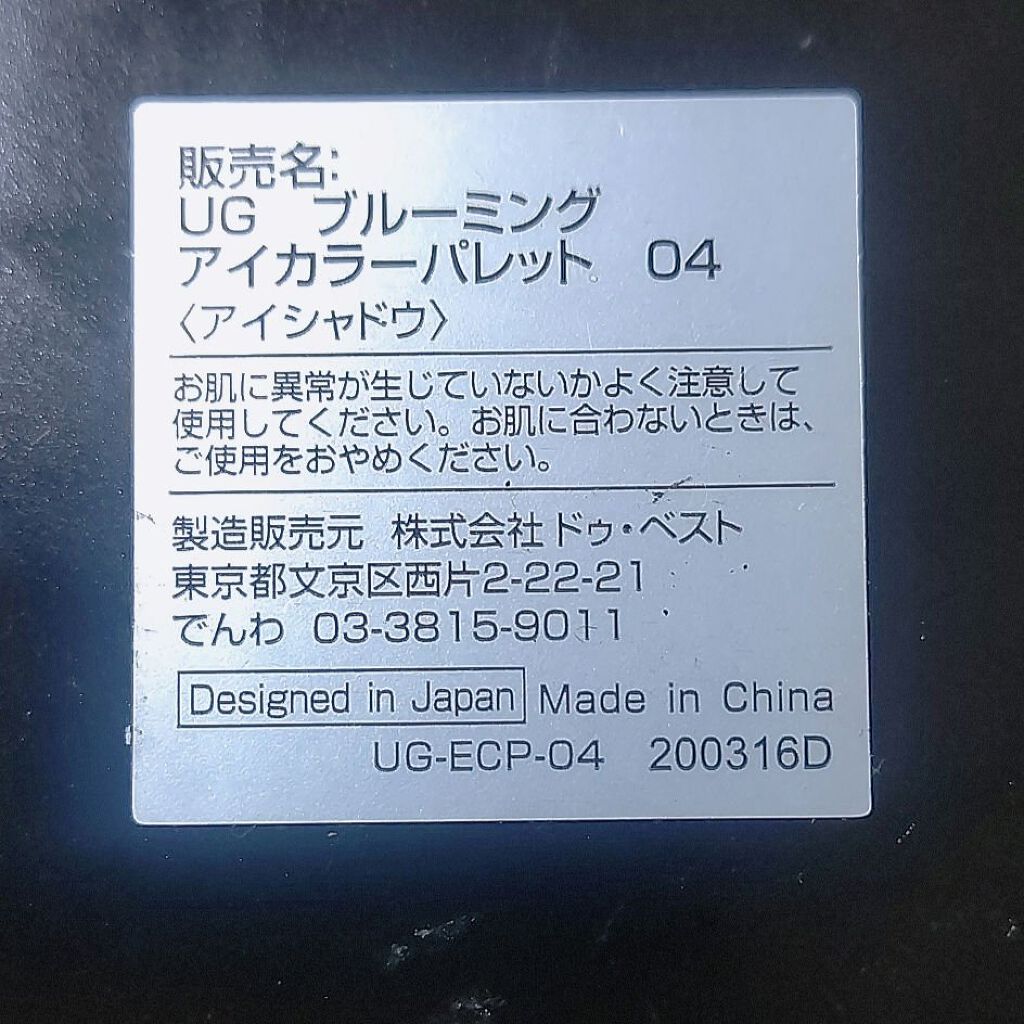 販売名:
UG ブルーミング
アイカラーパレット 04
〈アイシャドウ〉
お肌に異常が生じていないかよく注意して
使用してください。お肌に合わないときは、
ご使用をおやめください。
製造販売元 株式会社ドゥ・ベスト
東京都文京区西片2-22-21
でんわ 03-3815-9011
Designed in Japan Made in China
UG-ECP-04 200316D